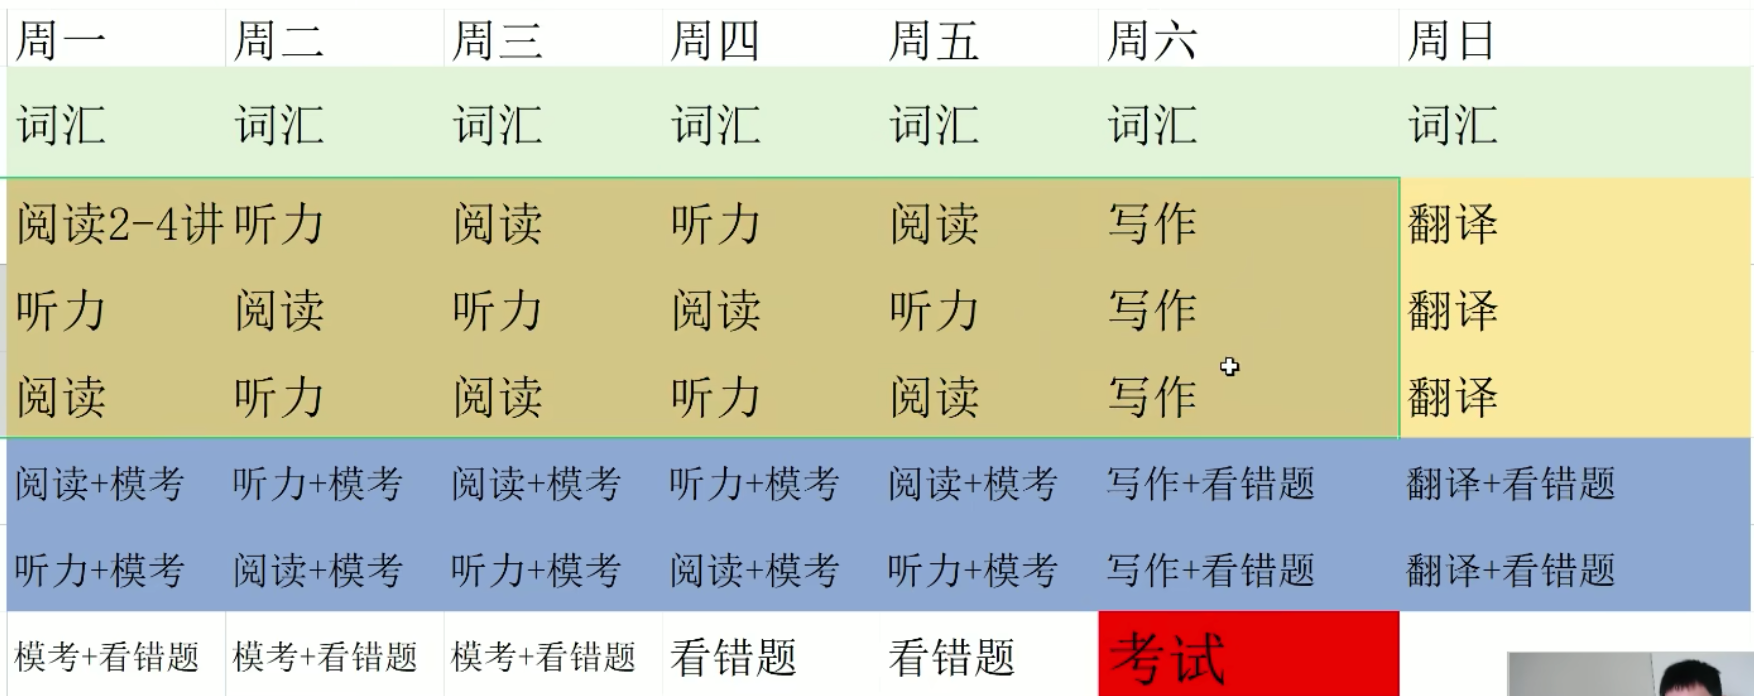 周一 周二 周三 周四 周五 周六 周日
词汇 词汇 词汇 词汇 词汇 词汇 词汇
阅读2-4讲 听力 阅读 听力 阅读 写作 翻译
听力 阅读 听力 阅读 听力 写作 翻译
阅读 听力 阅读 听力 阅读 写作 翻译
阅读+模考 听力+模考 阅读+模考 听力+模考 阅读+模考 写作+看错题 翻译+看错题
听力+模考 阅读+模考 听力+模考 阅读+模考 听力+模考 写作+看错题 翻译+看错题
模考+看错题 模考+看错题 模考+看错题 看错题 看错题 考试